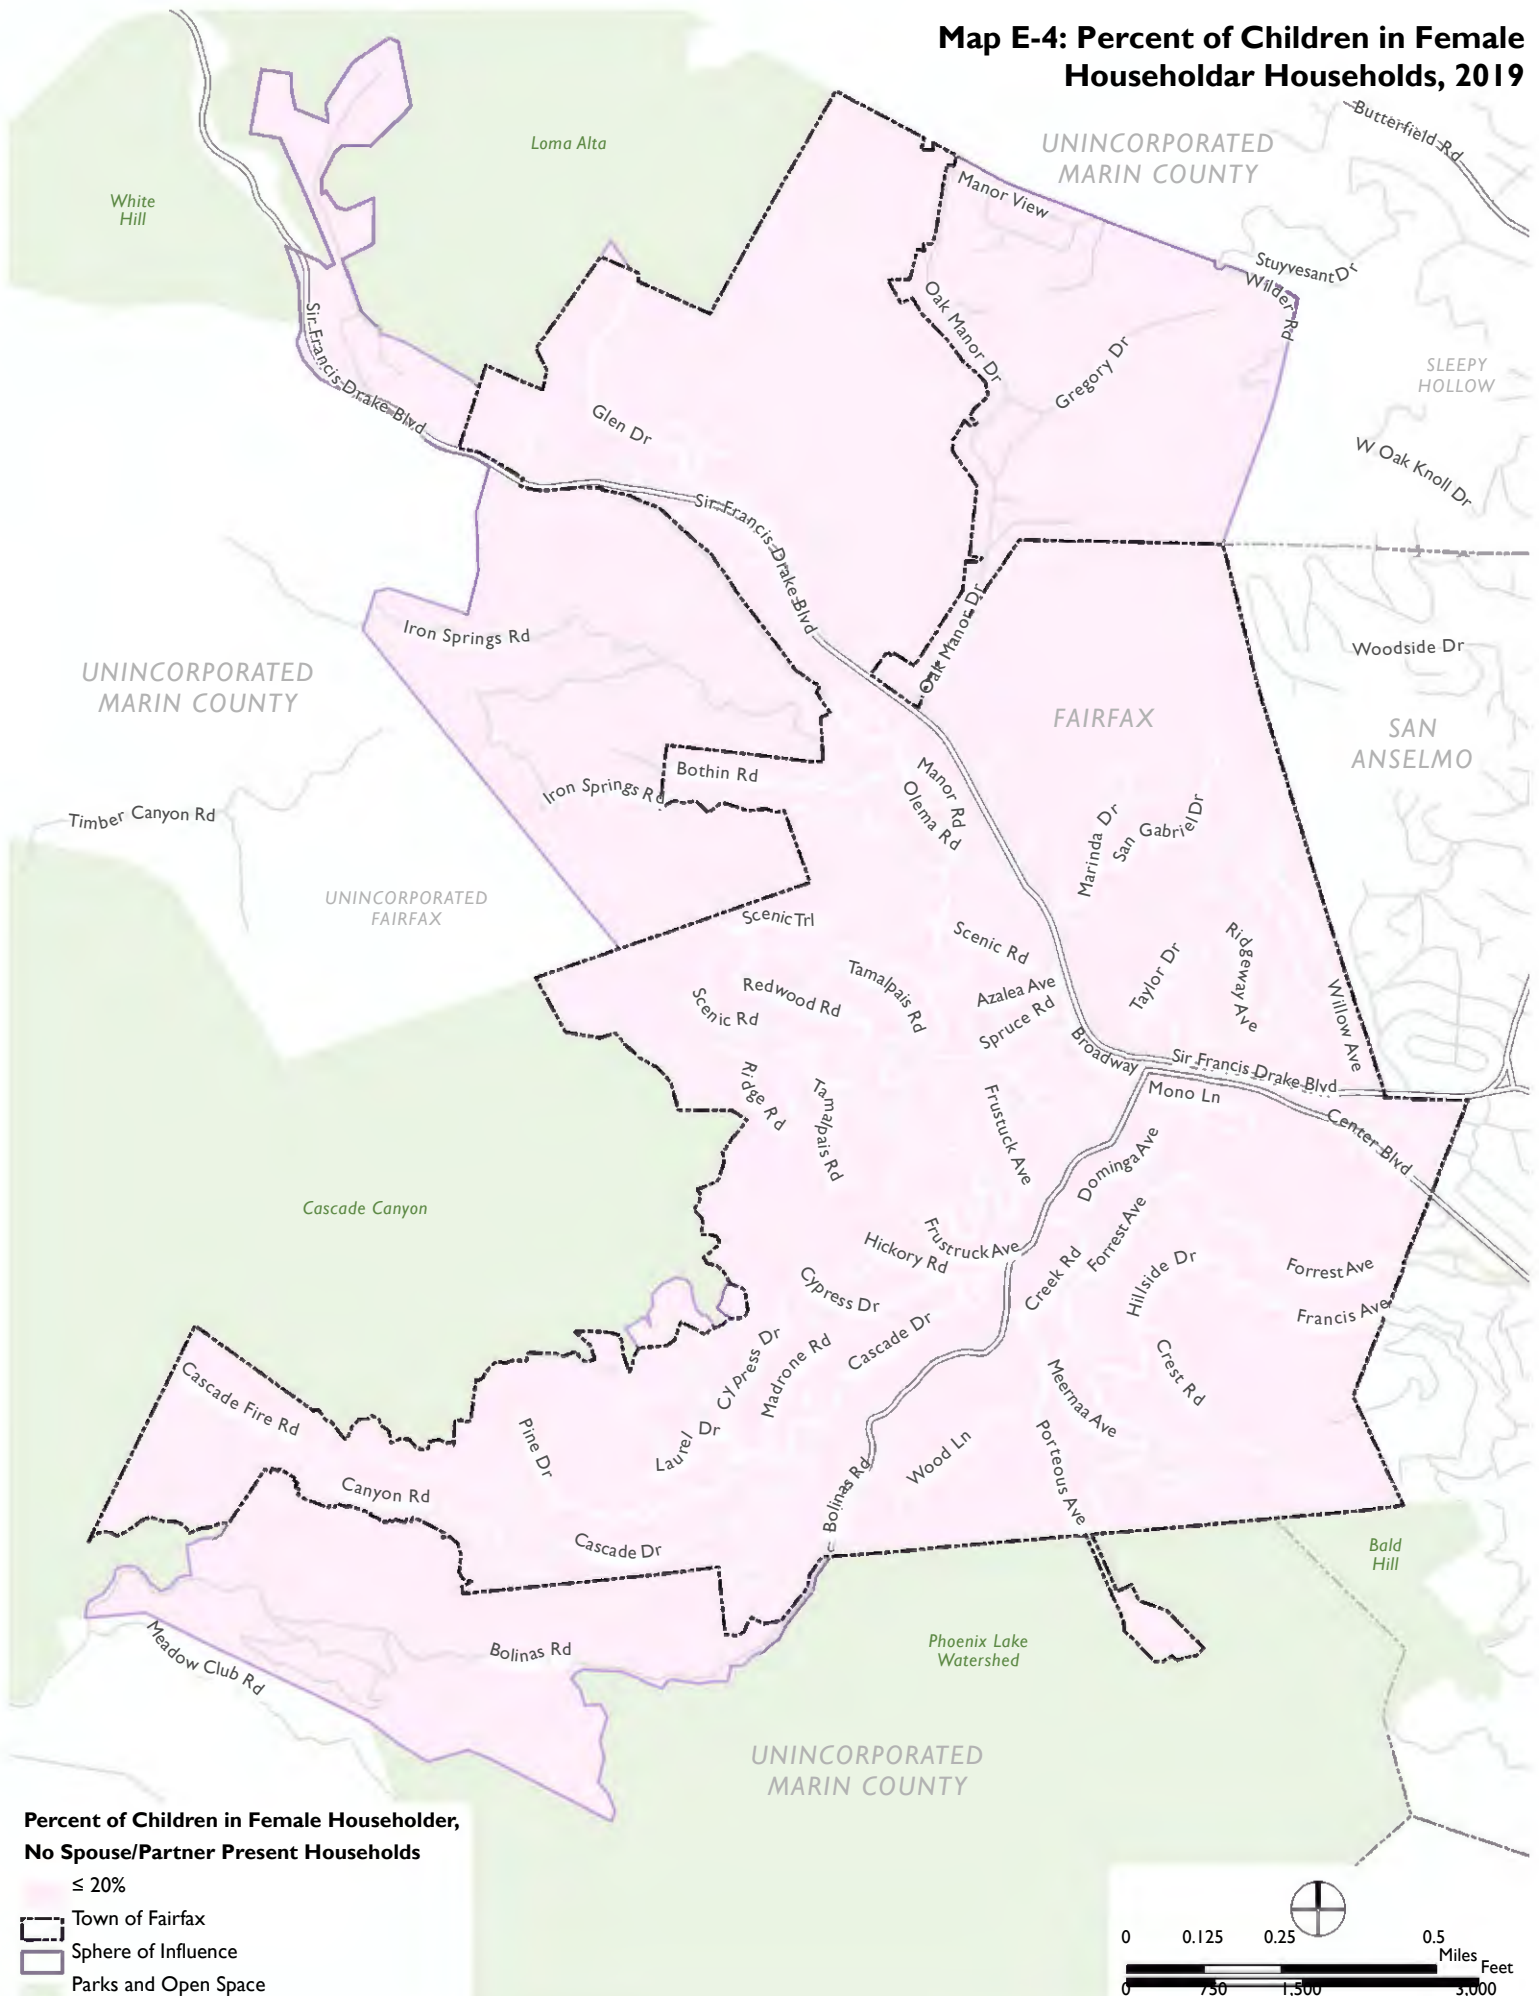 Map E-4: Percent of Children in Female
Householdar Households, 2019
Butterfield Rd
UNINCORPORATED
MARIN COUNTY
Loma Alta
White
Hill
Manor View
Stuyvesant Dr
Wilder Rd
Sir Francis Drake Blvd
Oak Manor Dr
Gregory Dr
SLEEPY
HOLLOW
Glen Dr
W Oak Knoll Dr
Sir Francis Drake Blvd
Iron Springs Rd
Oak Manor Dr
Woodside Dr
UNINCORPORATED
MARIN COUNTY
FAIRFAX
SAN
ANSELMO
Bothin Rd
Iron Springs Rd
Manor Rd
Olema Rd
Timber Canyon Rd
Marinda Dr
San Gabriel Dr
UNINCORPORATED
FAIRFAX
Scenic Trl
Scenic Rd
Ridgeway Ave
Taylor Dr
Tamalpais Rd
Redwood Rd
Scenic Rd
Azalea Ave
Spruce Rd
Willow Ave
Broadway
Sir Francis Drake Blvd
Mono Ln
Ridge Rd
Tamalpais Rd
Frustuck Ave
Center Blvd
Dominga Ave
Cascade Canyon
Forrest Ave
Frustruck Ave
Hickory Rd
Creek Rd
Hillside Dr
Forrest Ave
Cypress Dr
Francis Ave
Cascade Dr
Cypress Dr
Madrone Rd
Crest Rd
Meernaa Ave
Cascade Fire Rd
Pine Dr
Laurel Dr
Porteous Ave
Wood Ln
Canyon Rd
Bolinas Rd
Cascade Dr
Bald
Hill
Meadow Club Rd
Bolinas Rd
Phoenix Lake
Watershed
UNINCORPORATED
MARIN COUNTY
Percent of Children in Female Householder,
No Spouse/Partner Present Households
≤ 20%
Town of Fairfax
Sphere of Influence
Parks and Open Space
0 0.125 0.25 0.5
Miles
Feet
0 750 1,500 3,000